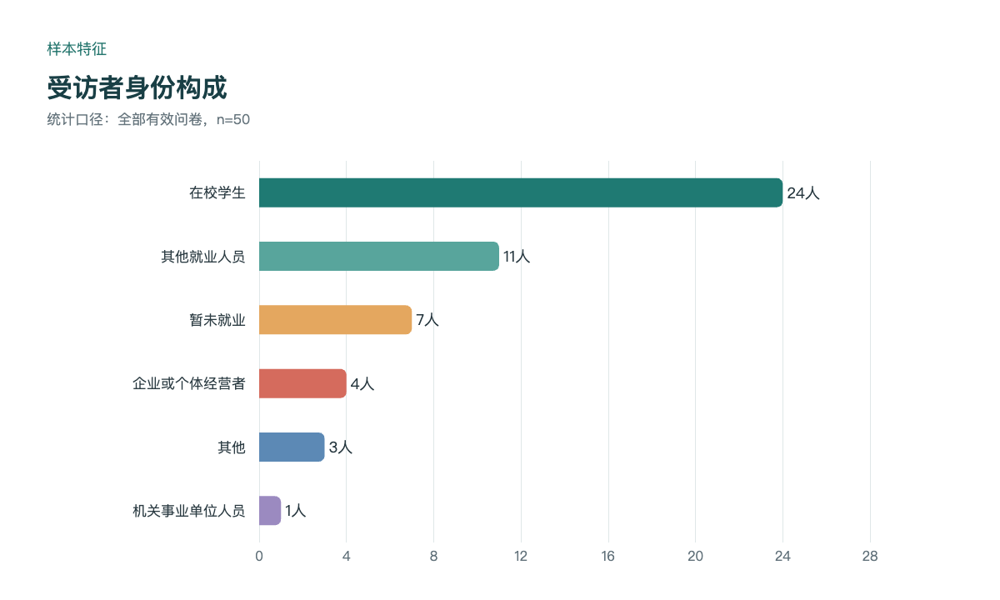 样本特征
受访者身份构成
统计口径：全部有效问卷，n=50
在校学生 24人
其他就业人员 11人
暂未就业 7人
企业或个体经营者 4人
其他 3人
机关事业单位人员 1人
0 4 8 12 16 20 24 28